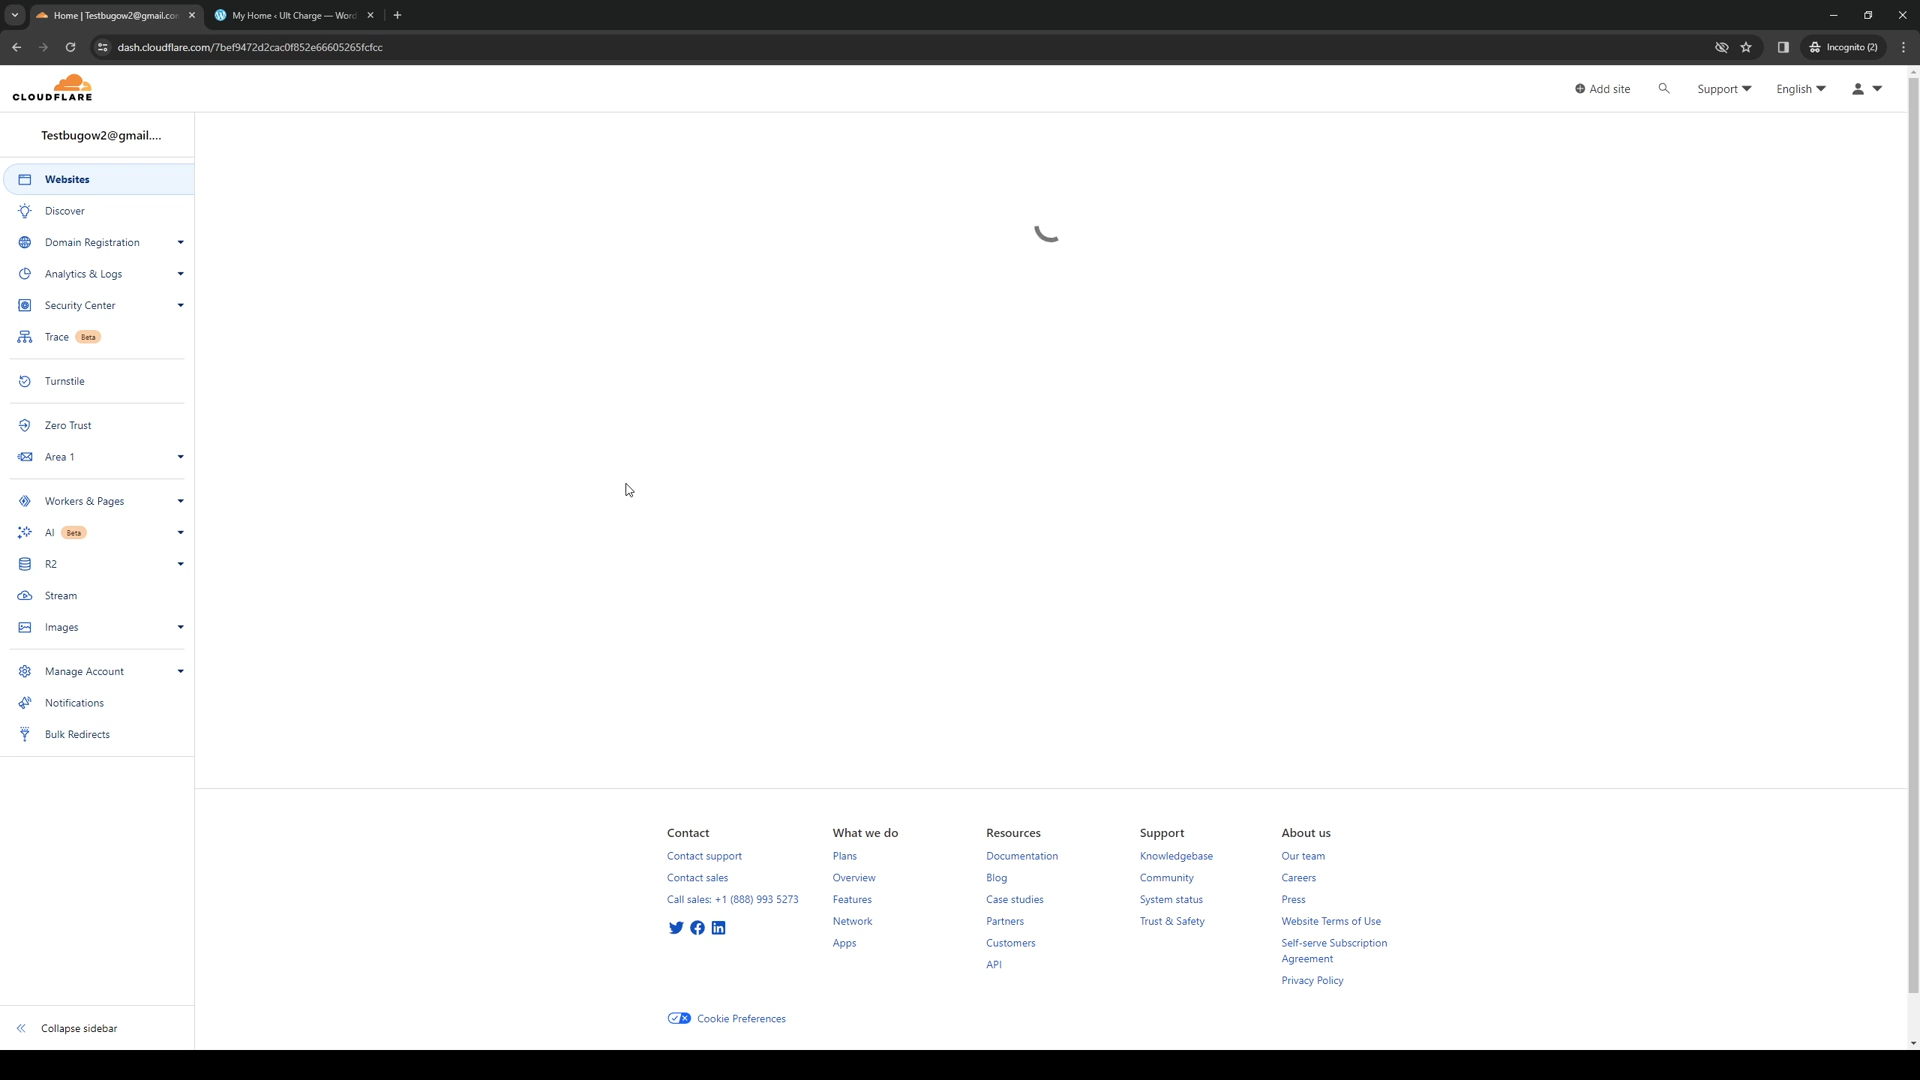 Home | Testbugow2@gmail.co
My Home ‹ Ult Charge — Word
dash.cloudflare.com/7bef9472d2cac0f852e66605265fcfcc
Incognito (2)
CLOUDFLARE
Add site
Support
English
Testbugow2@gmail....
Websites
Discover
Domain Registration
Analytics & Logs
Security Center
Trace Beta
Turnstile
Zero Trust
Area 1
Workers & Pages
AI Beta
R2
Stream
Images
Manage Account
Notifications
Bulk Redirects
Collapse sidebar
Contact
Contact support
Contact sales
Call sales: +1 (888) 993 5273
What we do
Plans
Overview
Features
Network
Apps
Resources
Documentation
Blog
Case studies
Partners
Customers
API
Support
Knowledgebase
Community
System status
Trust & Safety
About us
Our team
Careers
Press
Website Terms of Use
Self-serve Subscription
Agreement
Privacy Policy
Cookie Preferences